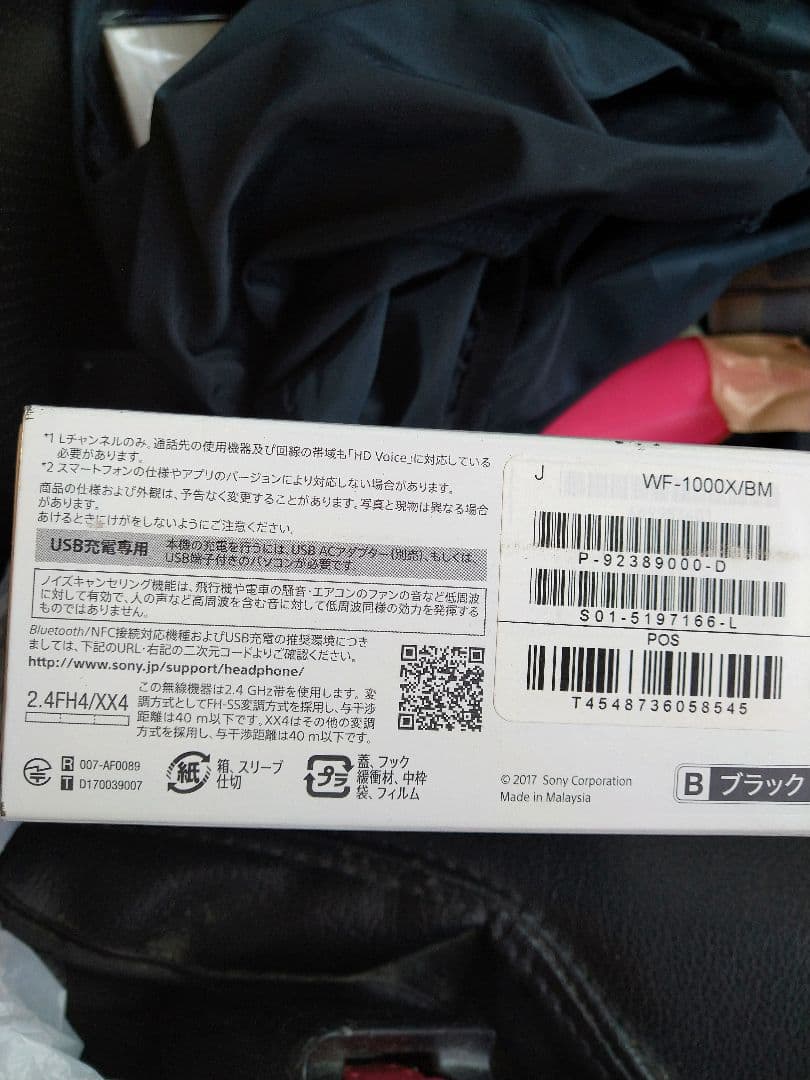 *1 Lチャンネルのみ。通話先の使用機器及び回線の帯域も「HD Voice」に対応している
必要があります。
*2 スマートフォンの仕様やアプリのバージョンにより対応しない場合があります。
商品の仕様および外観は、予告なく変更することがあります。写真と現物は異なる場合
があります。
あけるときにけがをしないようにご注意ください。
USB充電専用
本機の充電を行うには、USB ACアダプター(別売)、もしくは、
USB端子付きのパソコンが必要です。
ノイズキャンセリング機能は、飛行機や電車の騒音・エアコンのファンの音など低周波
に対して有効で、人の声など高周波を含む音に対して低周波同様の効力を発揮する
ものではありません。
Bluetooth/NFC接続対応機種およびUSB充電の推奨環境につき
ましては、下記のURL・右記の二次元コードよりご確認ください。
http://www.sony.jp/support/headphone/
2.4FH4/XX4
この無線機器は2.4 GHz帯を使用します。変
調方式としてFH-SS変調方式を採用し、与干渉
距離は40 m以下です。XX4はその他の変調
方式を採用し、与干渉距離は40 m以下です。
R 007-AF0089
T D170039007
紙
箱、スリーブ
仕切
プラ
蓋、フック
緩衝材、中枠
袋、フィルム
J WF-1000X/BM
P-92389000-D
S01-5197166-L
POS
T4548736058545
© 2017 Sony Corporation
Made in Malaysia
B ブラック